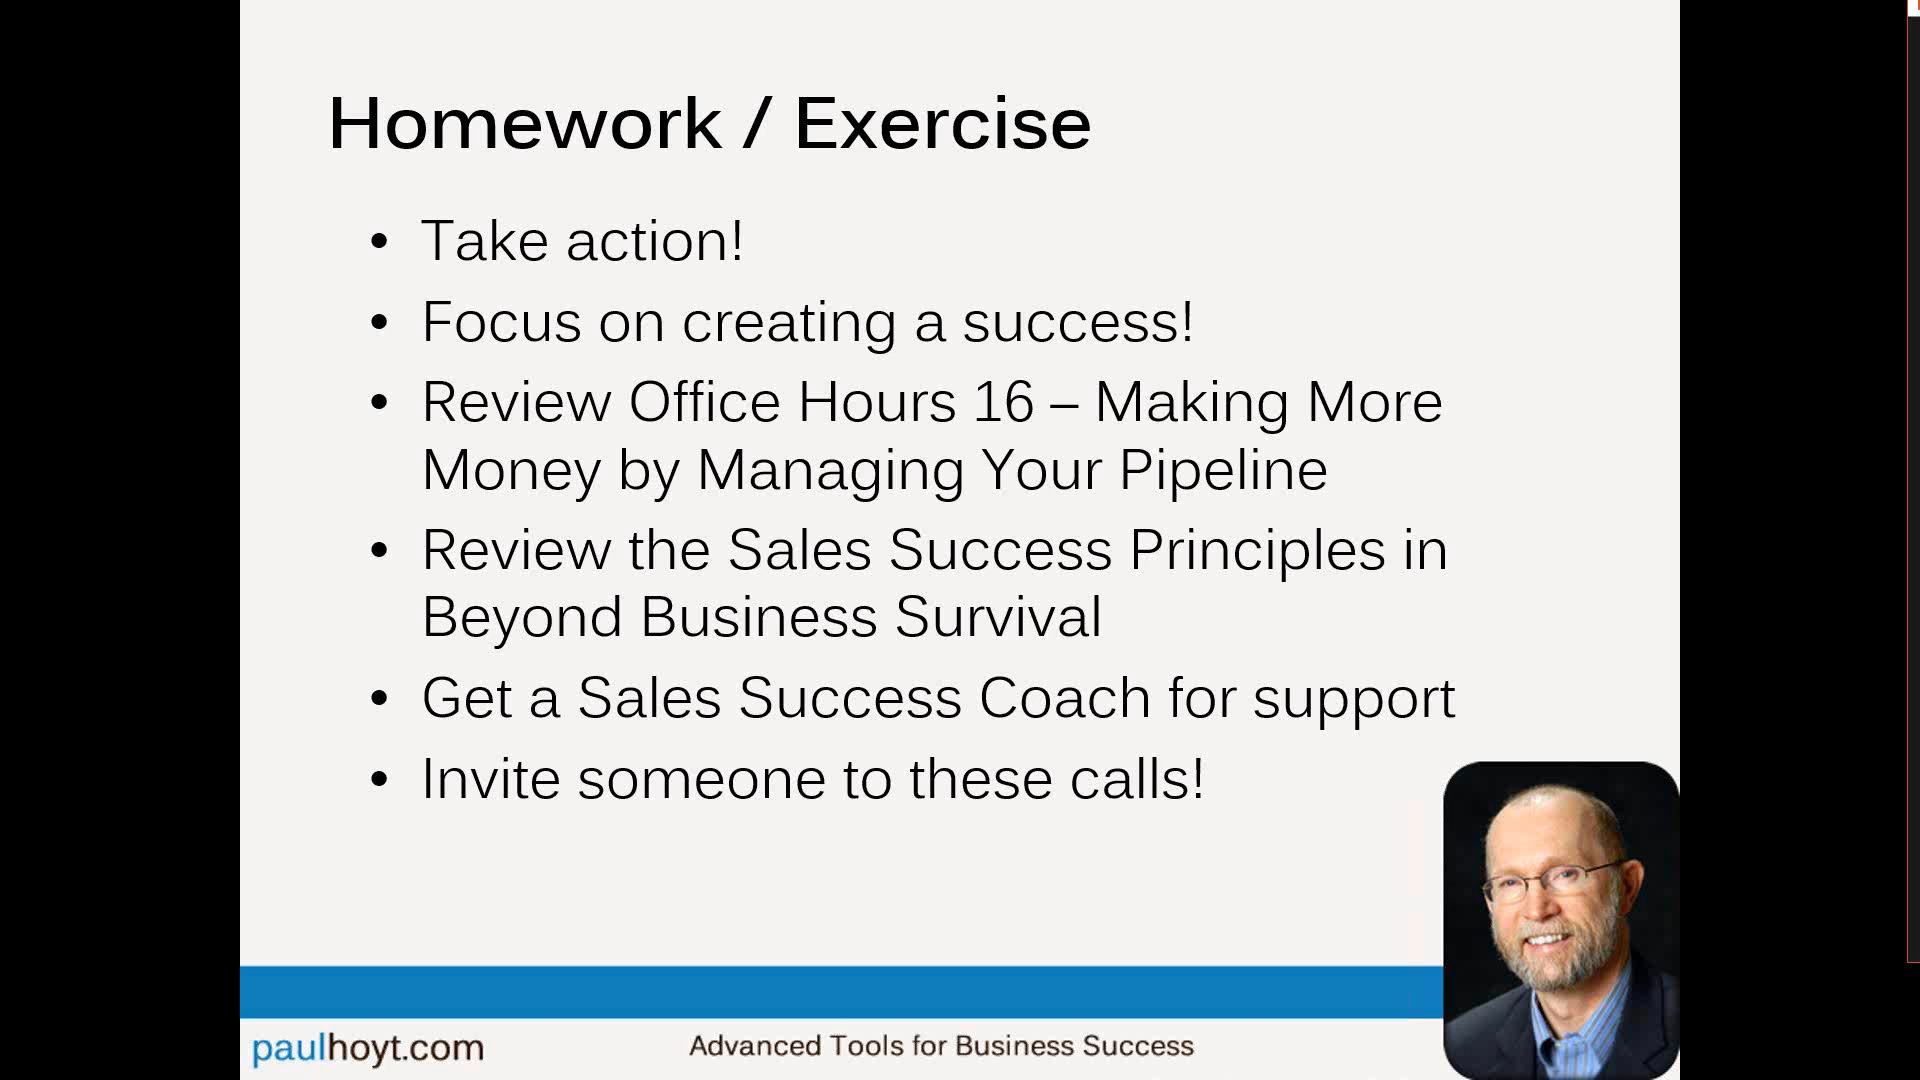 Homework / Exercise
• Take action!
• Focus on creating a success!
• Review Office Hours 16 – Making More
Money by Managing Your Pipeline
• Review the Sales Success Principles in
Beyond Business Survival
• Get a Sales Success Coach for support
• Invite someone to these calls!
paulhoyt.com
Advanced Tools for Business Success